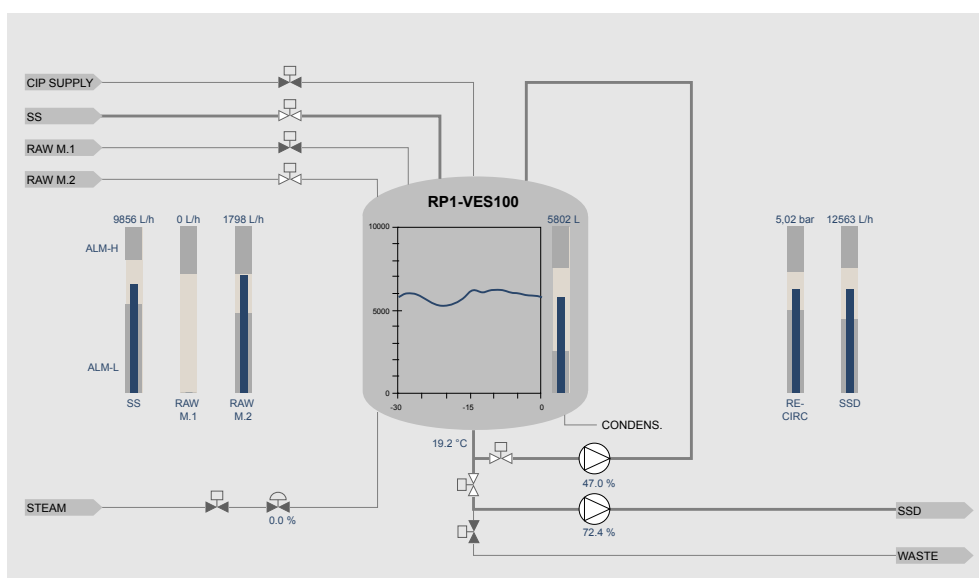 CIP SUPPLY
SS
RAW M.1
RAW M.2
RP1-VES100
9856 L/h
0 L/h
1798 L/h
5802 L
5,02 bar
12563 L/h
10000
ALM-H
5000
ALM-L
0
-30
-15
0
SS
RAW
M.1
RAW
M.2
RE-
CIRC
SSD
CONDENS.
19.2 °C
47.0 %
STEAM
0.0 %
72.4 %
SSD
WASTE